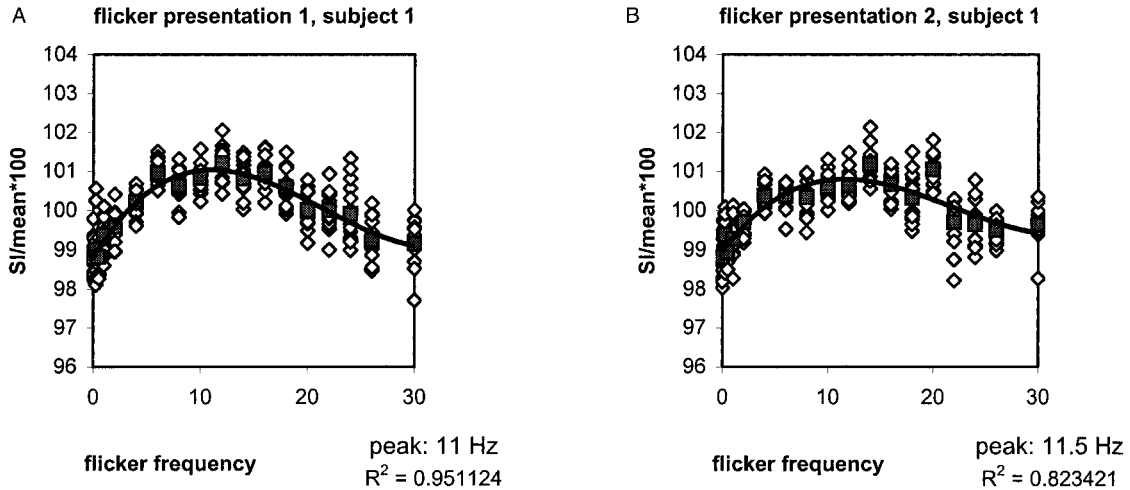 A
flicker presentation 1, subject 1
SI/mean*100
104
103
102
101
100
99
98
97
96
0
10
20
30
flicker frequency
peak: 11 Hz
R² = 0.951124
B
flicker presentation 2, subject 1
SI/mean*100
104
103
102
101
100
99
98
97
96
0
10
20
30
flicker frequency
peak: 11.5 Hz
R² = 0.823421